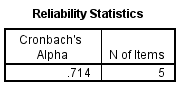 Reliability Statistics
Cronbach's
Alpha N of Items
.714 5